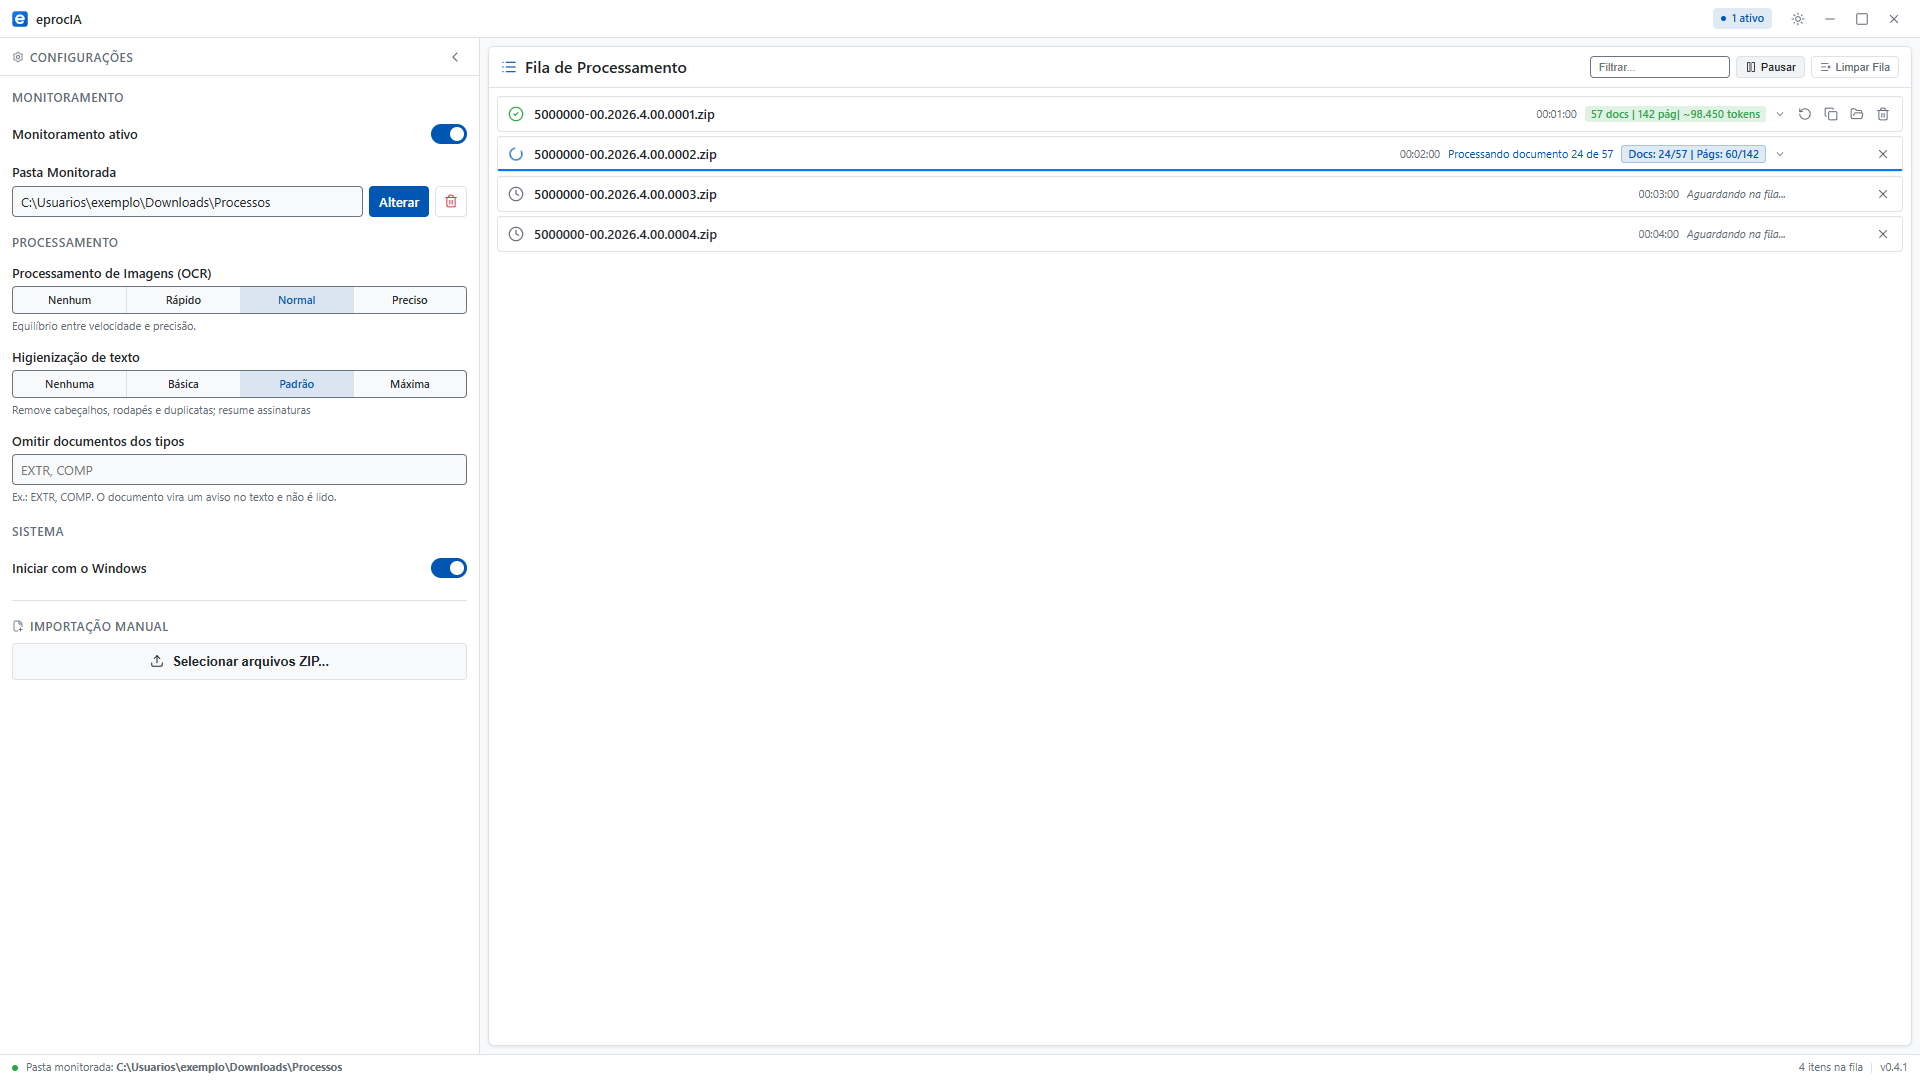 eprocIA
1 ativo
CONFIGURAÇÕES
MONITORAMENTO
Monitoramento ativo
Pasta Monitorada
C:\Usuarios\exemplo\Downloads\Processos
Alterar
PROCESSAMENTO
Processamento de Imagens (OCR)
Nenhum Rápido Normal Preciso
Equilíbrio entre velocidade e precisão.
Higienização de texto
Nenhuma Básica Padrão Máxima
Remove cabeçalhos, rodapés e duplicatas; resume assinaturas
Omitir documentos dos tipos
EXTR, COMP
Ex.: EXTR, COMP. O documento vira um aviso no texto e não é lido.
SISTEMA
Iniciar com o Windows
IMPORTAÇÃO MANUAL
Selecionar arquivos ZIP...
Fila de Processamento
Filtrar...
Pausar
Limpar Fila
5000000-00.2026.4.00.0001.zip 00:01:00 57 docs | 142 pág| ~98.450 tokens
5000000-00.2026.4.00.0002.zip 00:02:00 Processando documento 24 de 57 Docs: 24/57 | Págs: 60/142
5000000-00.2026.4.00.0003.zip 00:03:00 Aguardando na fila...
5000000-00.2026.4.00.0004.zip 00:04:00 Aguardando na fila...
Pasta monitorada: C:\Usuarios\exemplo\Downloads\Processos
4 itens na fila
v0.4.1